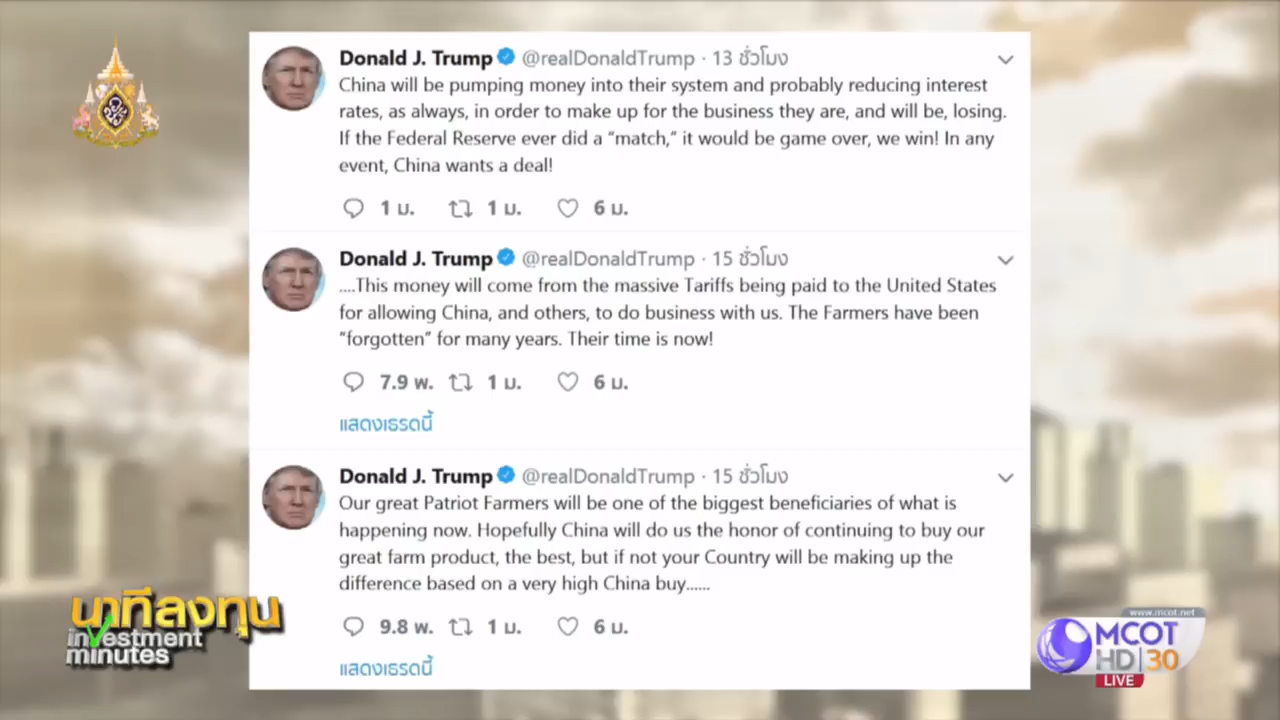 Donald J. Trump @realDonaldTrump · 13 ชั่วโมง
China will be pumping money into their system and probably reducing interest
rates, as always, in order to make up for the business they are, and will be, losing.
If the Federal Reserve ever did a “match,” it would be game over, we win! In any
event, China wants a deal!
1 ม. 1 ม. 6 ม.
Donald J. Trump @realDonaldTrump · 15 ชั่วโมง
....This money will come from the massive Tariffs being paid to the United States
for allowing China, and others, to do business with us. The Farmers have been
“forgotten” for many years. Their time is now!
7.9 พ. 1 ม. 6 ม.
แสดงเธรดนี้
Donald J. Trump @realDonaldTrump · 15 ชั่วโมง
Our great Patriot Farmers will be one of the biggest beneficiaries of what is
happening now. Hopefully China will do us the honor of continuing to buy our
great farm product, the best, but if not your Country will be making up the
difference based on a very high China buy......
9.8 พ. 1 ม. 6 ม.
แสดงเธรดนี้
นาทีลงทุน
investment
minutes
www.mcot.net
MCOT
HD 30
LIVE